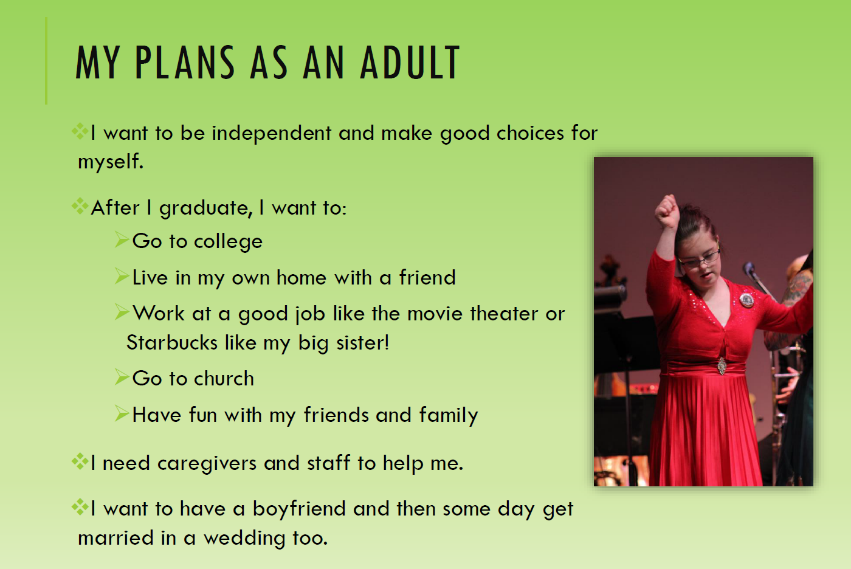 MY PLANS AS AN ADULT
I want to be independent and make good choices for
myself.
After I graduate, I want to:
Go to college
Live in my own home with a friend
Work at a good job like the movie theater or
Starbucks like my big sister!
Go to church
Have fun with my friends and family
I need caregivers and staff to help me.
I want to have a boyfriend and then some day get
married in a wedding too.